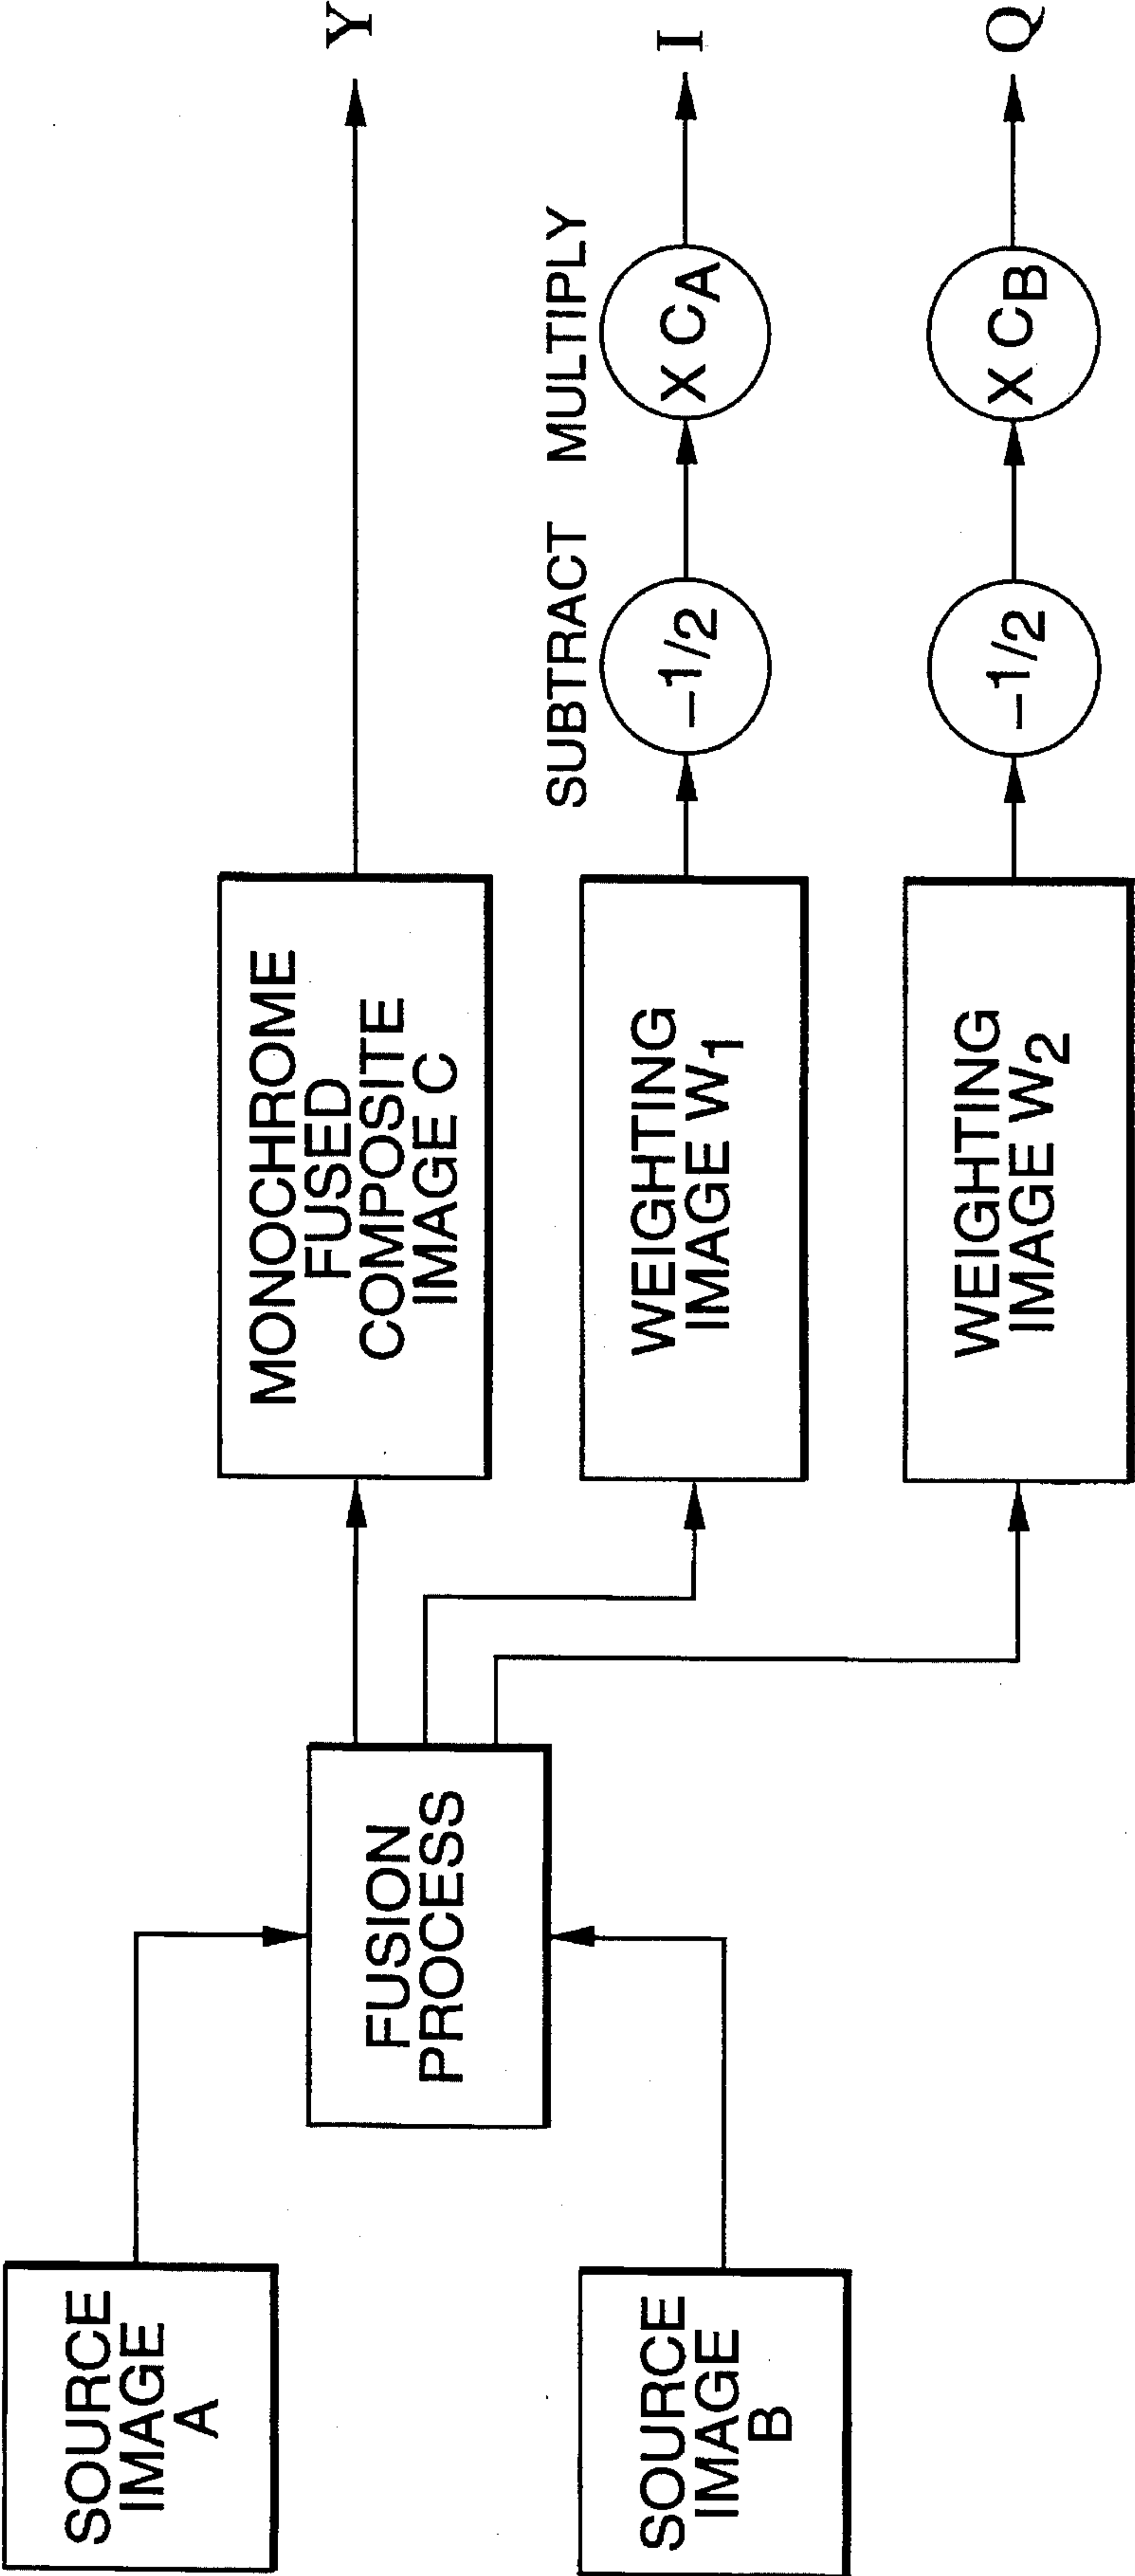 SOURCE
IMAGE
A
SOURCE
IMAGE
B
FUSION
PROCESS
MONOCHROME
FUSED
COMPOSITE
IMAGE C
WEIGHTING
IMAGE W1
WEIGHTING
IMAGE W2
SUBTRACT MULTIPLY
–1/2
X CA
–1/2
X CB
Y
I
Q